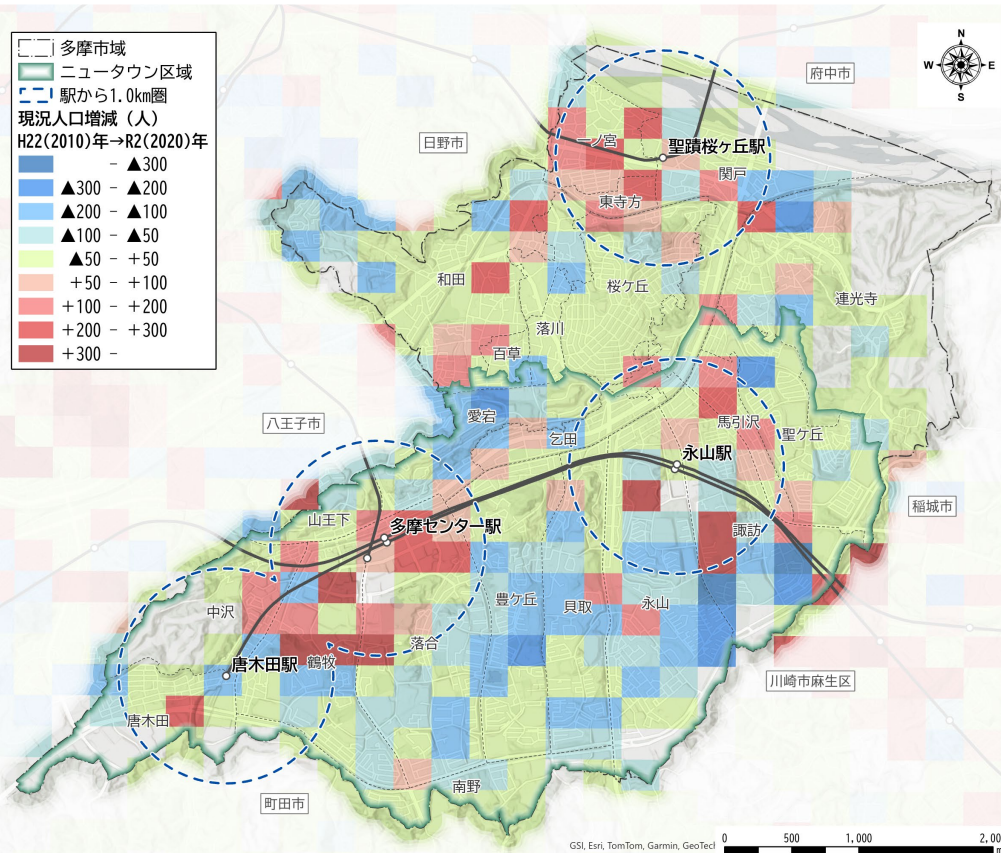 多摩市域
ニュータウン区域
駅から1.0km圏
現況人口増減（人）
H22(2010)年→R2(2020)年
－ ▲300
▲300 － ▲200
▲200 － ▲100
▲100 － ▲50
▲50 － ＋50
＋50 － ＋100
＋100 － ＋200
＋200 － ＋300
＋300 －
N
W
E
S
府中市
日野市
一ノ宮
聖蹟桜ヶ丘駅
関戸
東寺方
和田
桜ケ丘
連光寺
落川
百草
八王子市
愛宕
乞田
馬引沢
聖ケ丘
永山駅
稲城市
山王下
多摩センター駅
諏訪
中沢
豊ケ丘
貝取
永山
落合
唐木田駅
鶴牧
川崎市麻生区
唐木田
南野
町田市
GSI, Esri, TomTom, Garmin, GeoTecl
0
500
1,000
2,00
m